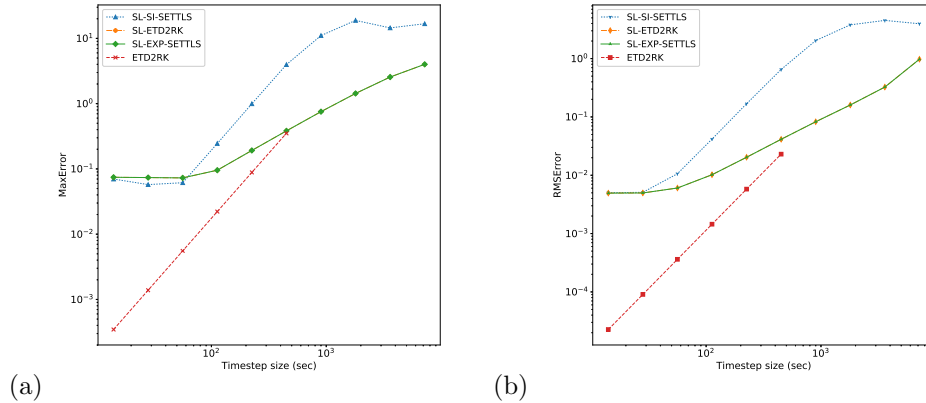 SL-SI-SETTLS
SL-ETD2RK
SL-EXP-SETTLS
ETD2RK
MaxError
10^1
10^0
10^-1
10^-2
10^-3
10^2
10^3
Timestep size (sec)
(a)
SL-SI-SETTLS
SL-ETD2RK
SL-EXP-SETTLS
ETD2RK
RMSError
10^0
10^-1
10^-2
10^-3
10^-4
10^2
10^3
Timestep size (sec)
(b)